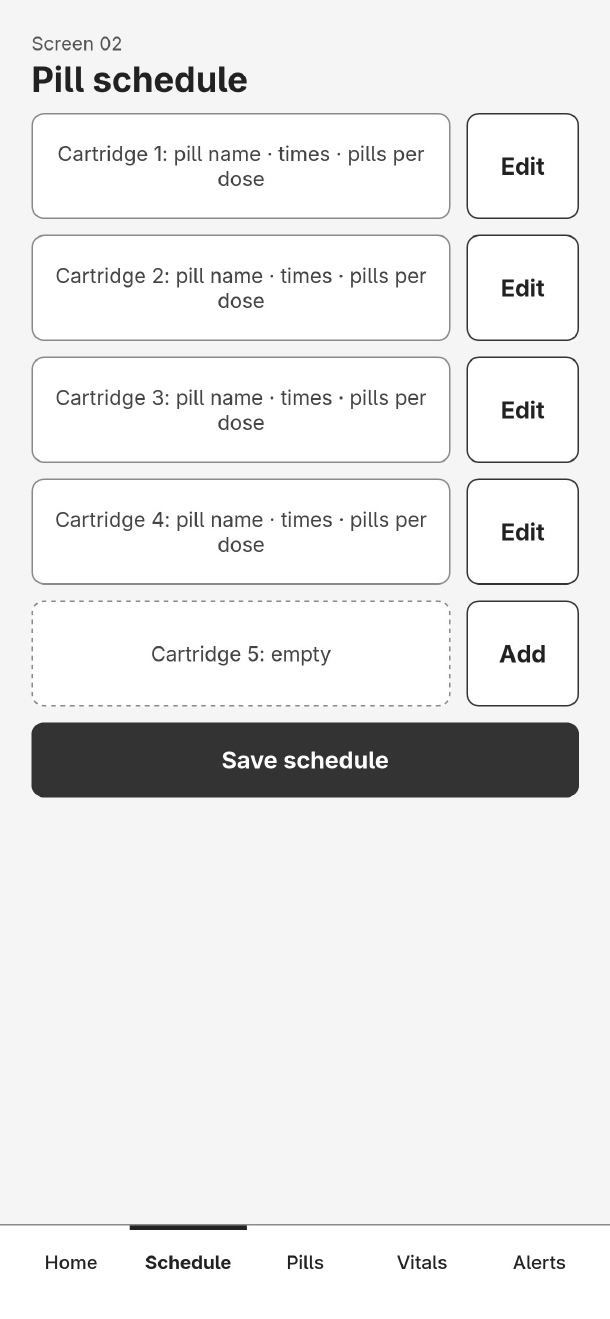 Screen 02
Pill schedule
Cartridge 1: pill name · times · pills per
dose
Edit
Cartridge 2: pill name · times · pills per
dose
Edit
Cartridge 3: pill name · times · pills per
dose
Edit
Cartridge 4: pill name · times · pills per
dose
Edit
Cartridge 5: empty
Add
Save schedule
Home
Schedule
Pills
Vitals
Alerts